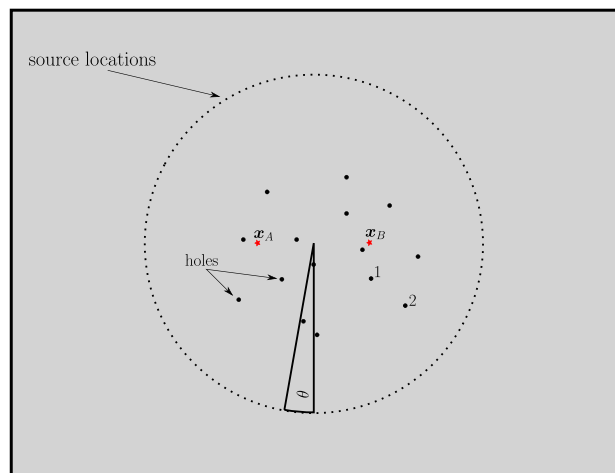 source locations
x_A
x_B
holes
1
2
θ